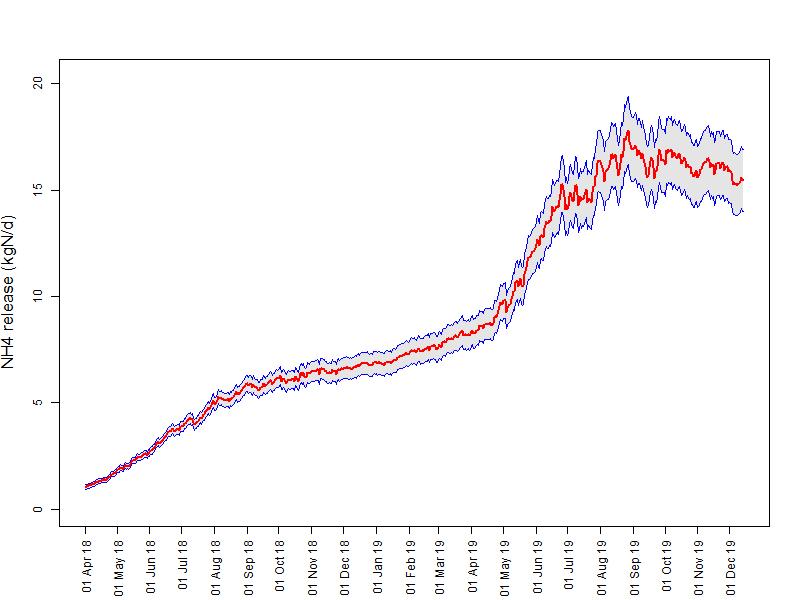 NH4 release (kgN/d)
20
15
10
5
0
01 Apr 18
01 May 18
01 Jun 18
01 Jul 18
01 Aug 18
01 Sep 18
01 Oct 18
01 Nov 18
01 Dec 18
01 Jan 19
01 Feb 19
01 Mar 19
01 Apr 19
01 May 19
01 Jun 19
01 Jul 19
01 Aug 19
01 Sep 19
01 Oct 19
01 Nov 19
01 Dec 19